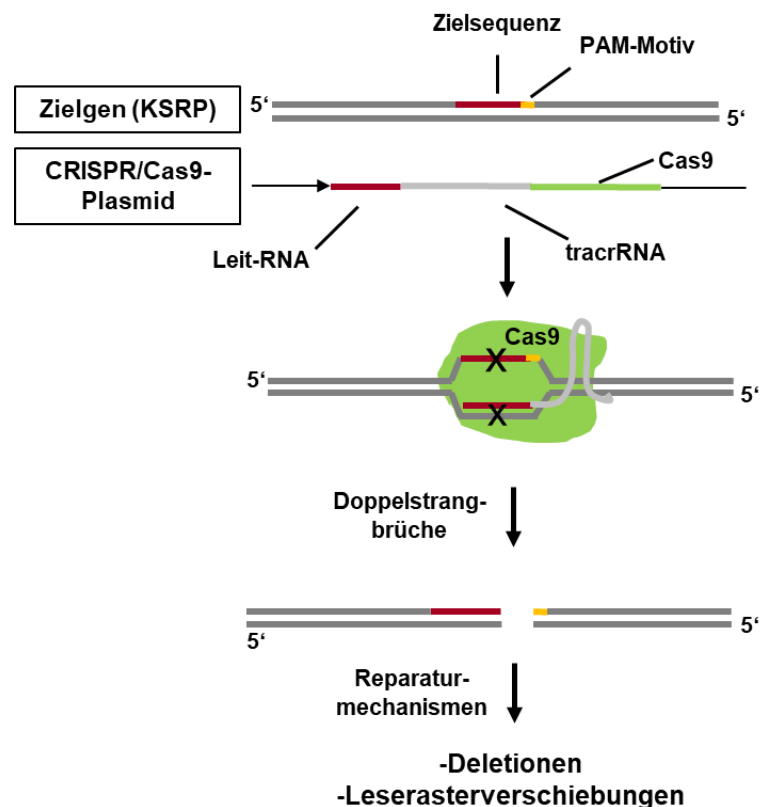 Zielsequenz
PAM-Motiv
Zielgen (KSRP)
5‘
5‘
CRISPR/Cas9-
Plasmid
Cas9
Leit-RNA
tracrRNA
Cas9
X
5‘
5‘
X
Doppelstrang-
brüche
5‘
5‘
Reparatur-
mechanismen
-Deletionen
-Leserasterverschiebungen